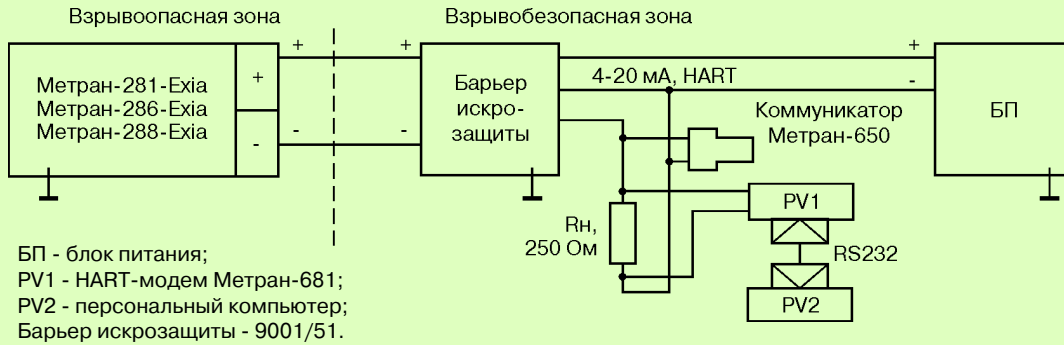 Взрывоопасная зона
Взрывобезопасная зона
+
+
+
Метран-281-Exia
Метран-286-Exia
Метран-288-Exia
+
-
-
-
Барьер
искро-
защиты
4-20 мА, HART
-
БП
Коммуникатор
Метран-650
Rн,
250 Ом
PV1
RS232
PV2
БП - блок питания;
PV1 - HART-модем Метран-681;
PV2 - персональный компьютер;
Барьер искрозащиты - 9001/51.